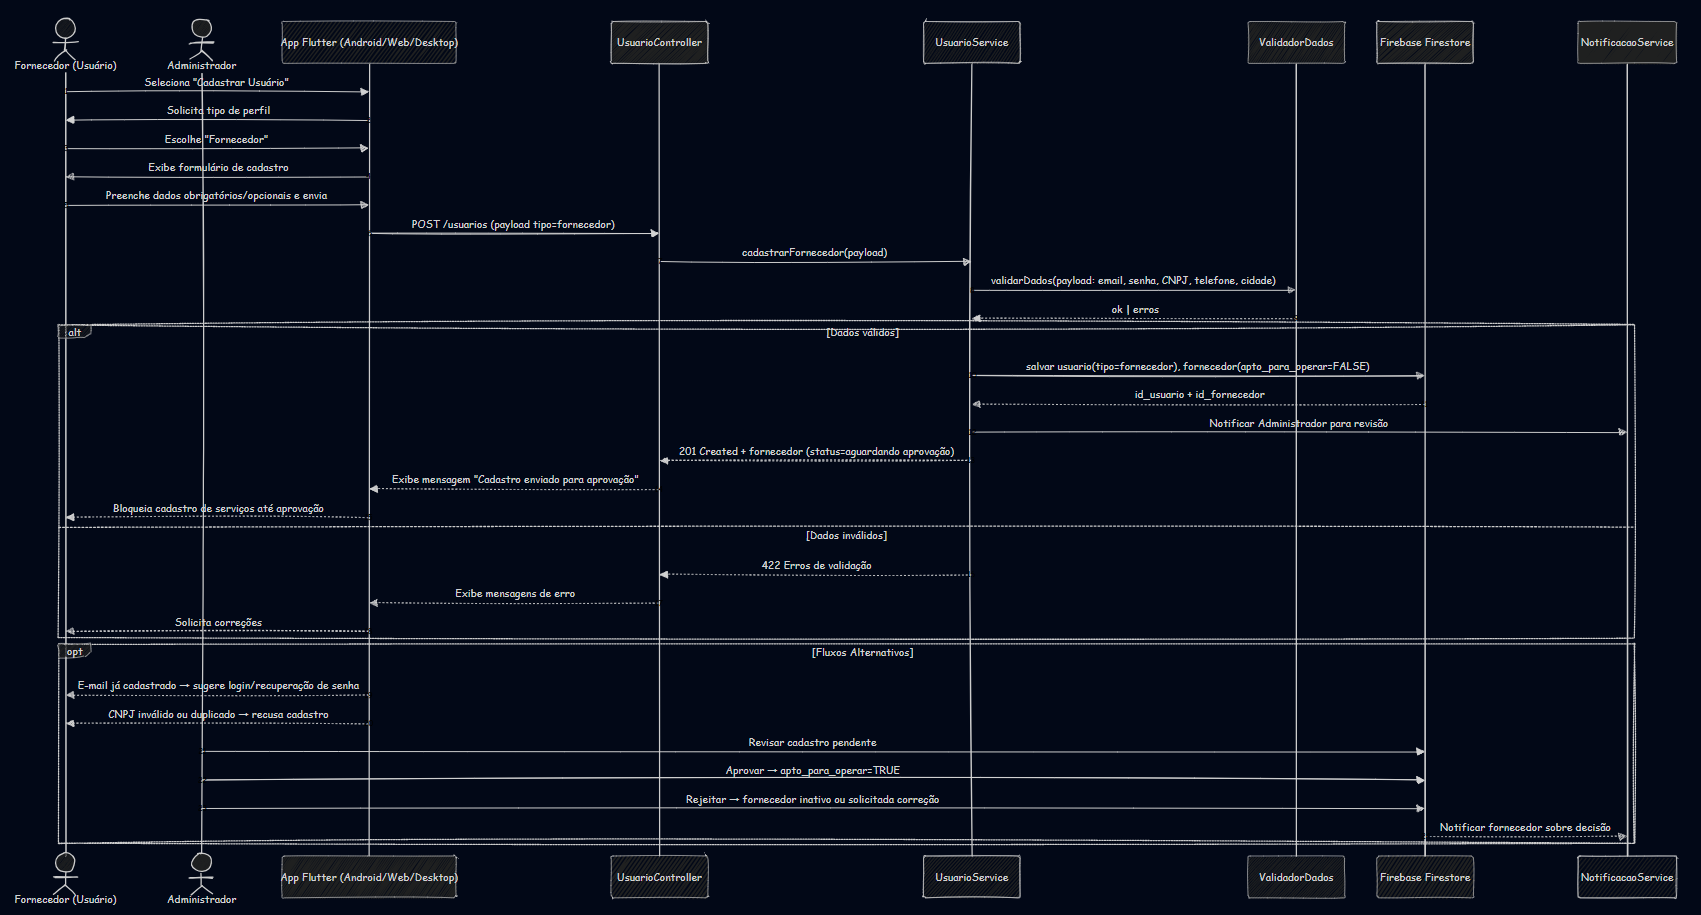 Fornecedor (Usuário)
Administrador
App Flutter (Android/Web/Desktop)
UsuarioController
UsuarioService
ValidadorDados
Firebase Firestore
NotificacaoService
Seleciona "Cadastrar Usuário"
Solicita tipo de perfil
Escolhe "Fornecedor"
Exibe formulário de cadastro
Preenche dados obrigatórios/opcionais e envia
POST /usuarios (payload tipo=fornecedor)
cadastrarFornecedor(payload)
validarDados(payload: email, senha, CNPJ, telefone, cidade)
ok | erros
alt
[Dados válidos]
salvar usuario(tipo=fornecedor), fornecedor(apto_para_operar=FALSE)
id_usuario + id_fornecedor
Notificar Administrador para revisão
201 Created + fornecedor (status=aguardando aprovação)
Exibe mensagem "Cadastro enviado para aprovação"
Bloqueia cadastro de serviços até aprovação
[Dados inválidos]
422 Erros de validação
Exibe mensagens de erro
Solicita correções
opt
[Fluxos Alternativos]
E-mail já cadastrado → sugere login/recuperação de senha
CNPJ inválido ou duplicado → recusa cadastro
Revisar cadastro pendente
Aprovar → apto_para_operar=TRUE
Rejeitar → fornecedor inativo ou solicitada correção
Notificar fornecedor sobre decisão
Fornecedor (Usuário)
Administrador
App Flutter (Android/Web/Desktop)
UsuarioController
UsuarioService
ValidadorDados
Firebase Firestore
NotificacaoService